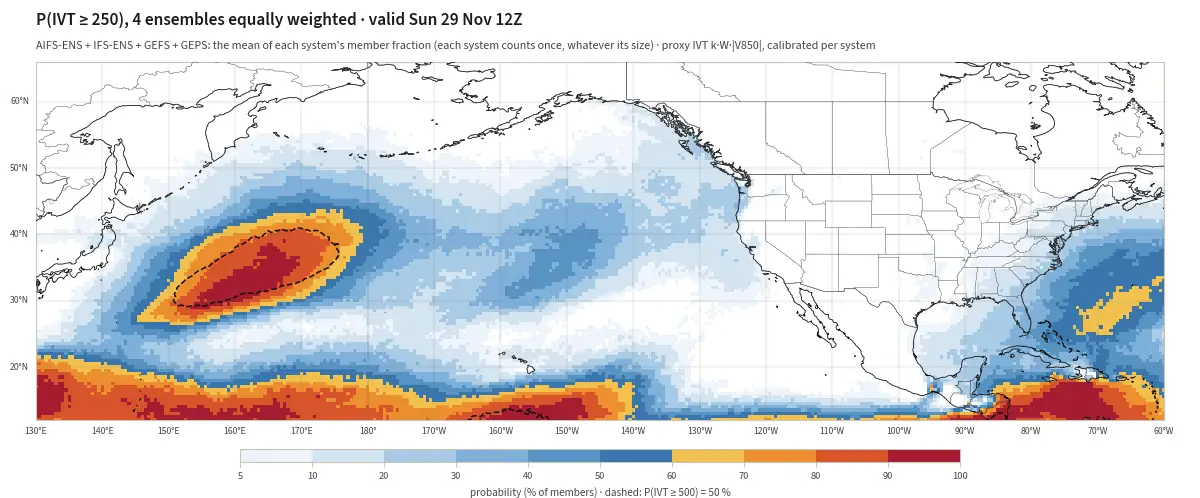 P(IVT ≥ 250), 4 ensembles equally weighted · valid Sun 29 Nov 12Z
AIFS-ENS + IFS-ENS + GEFS + GEPS: the mean of each system's member fraction (each system counts once, whatever its size) · proxy IVT k·W·|V850|, calibrated per system
60°N
50°N
40°N
30°N
20°N
130°E 140°E 150°E 160°E 170°E 180° 170°W 160°W 150°W 140°W 130°W 120°W 110°W 100°W 90°W 80°W 70°W 60°W
5 10 20 30 40 50 60 70 80 90 100
probability (% of members) · dashed: P(IVT ≥ 500) = 50 %